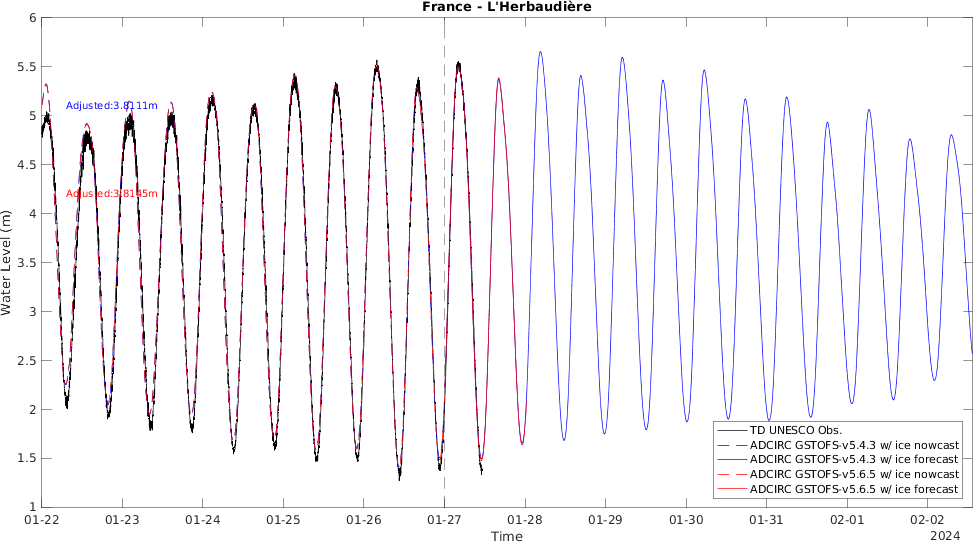 France - L'Herbaudière
Water Level (m)
6
5.5
5
4.5
4
3.5
3
2.5
2
1.5
1
Adjusted:3.8111m
Adjusted:3.8145m
TD UNESCO Obs.
ADCIRC GSTOFS-v5.4.3 w/ ice nowcast
ADCIRC GSTOFS-v5.4.3 w/ ice forecast
ADCIRC GSTOFS-v5.6.5 w/ ice nowcast
ADCIRC GSTOFS-v5.6.5 w/ ice forecast
01-22 01-23 01-24 01-25 01-26 01-27 01-28 01-29 01-30 01-31 02-01 02-02
Time
2024